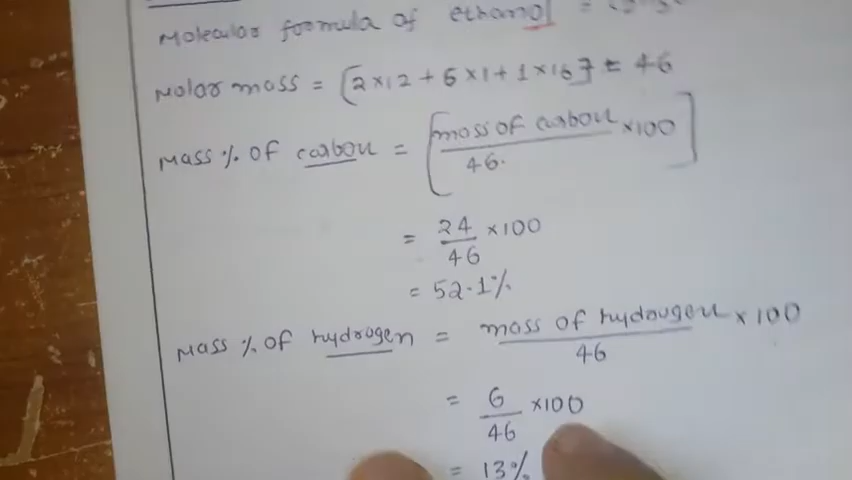 Molecular formula of ethanol =
Molar mass = [2×12 + 6×1 + 1×16] = 46
Mass % of carbon = [mass of carbon / 46. ×100]
= 24/46 ×100
= 52.1%
Mass % of hydrogen = mass of hydrogen / 46 ×100
= 6/46 ×100
= 13%